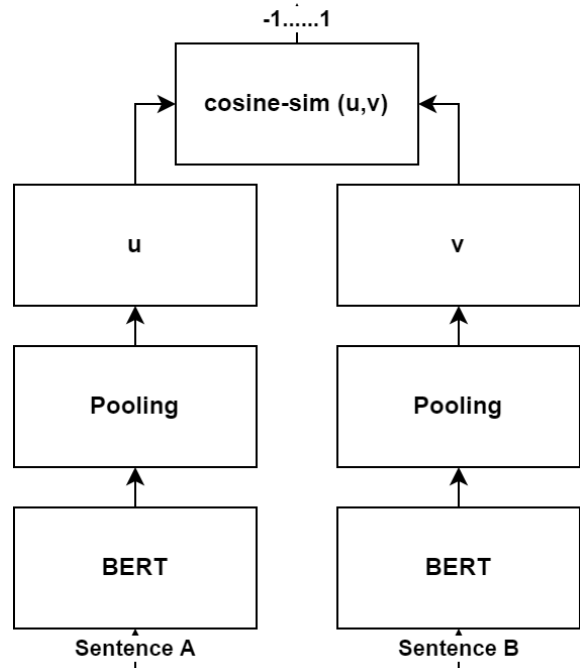 -1......1
cosine-sim (u,v)
u
v
Pooling
Pooling
BERT
BERT
Sentence A
Sentence B